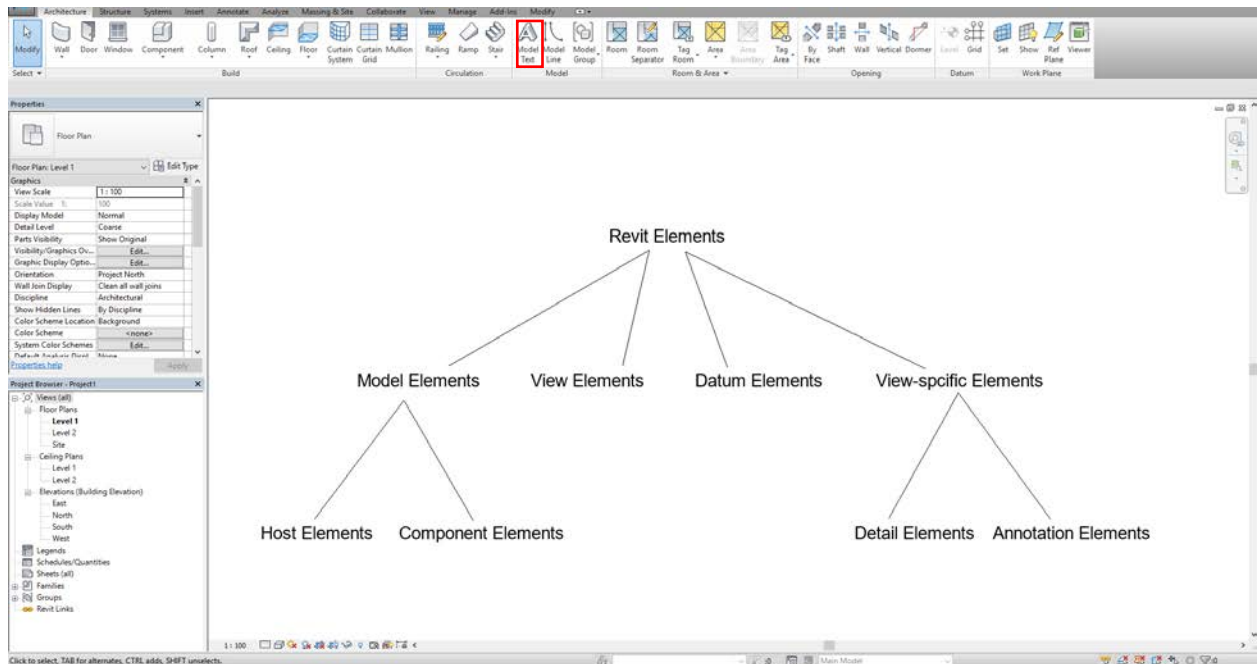 Architecture Structure Systems Insert Annotate Analyze Massing & Site Collaborate View Manage Add-Ins Modify
Modify Wall Door Window Component Column Roof Ceiling Floor Curtain System Curtain Grid Mullion Railing Ramp Stair Model Text Model Line Model Group Room Room Separator Tag Room Area Area Boundary Tag Area By Face Shaft Wall Vertical Dormer Level Grid Set Show Ref Plane Viewer
Select Build Circulation Model Room & Area Opening Datum Work Plane
Properties
Floor Plan
Floor Plan: Level 1 Edit Type
Graphics
View Scale 1 : 100
Scale Value 1: 100
Display Model Normal
Detail Level Coarse
Parts Visibility Show Original
Visibility/Graphics Ov... Edit...
Graphic Display Optio... Edit...
Orientation Project North
Wall Join Display Clean all wall joins
Discipline Architectural
Show Hidden Lines By Discipline
Color Scheme Location Background
Color Scheme <none>
System Color Schemes Edit...
Default Analysis Displ... None
Properties help Apply
Project Browser - Project1
Views (all)
Floor Plans
Level 1
Level 2
Site
Ceiling Plans
Level 1
Level 2
Elevations (Building Elevation)
East
North
South
West
Legends
Schedules/Quantities
Sheets (all)
Families
Groups
Revit Links
Revit Elements
Model Elements View Elements Datum Elements View-spcific Elements
Host Elements Component Elements Detail Elements Annotation Elements
1 : 100
Click to select, TAB for alternates, CTRL adds, SHIFT unselects.
:0 Main Model